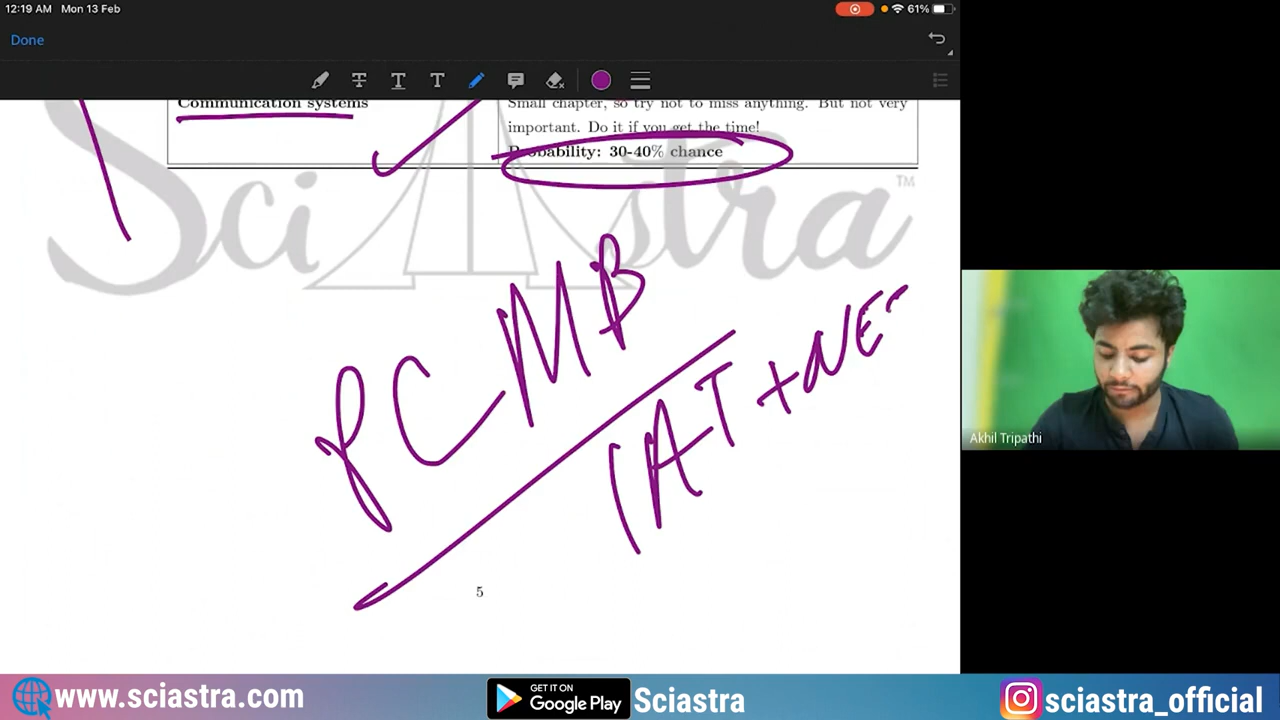 12:19 AM Mon 13 Feb
61%
Done
Communication systems
Small chapter, so try not to miss anything. But not very
important. Do it if you get the time!
Probability: 30-40% chance
SciAstra
TM
PCMB
IAT + NE
5
Akhil Tripathi
www.sciastra.com
GET IT ON
Google Play
Sciastra
sciastra_official